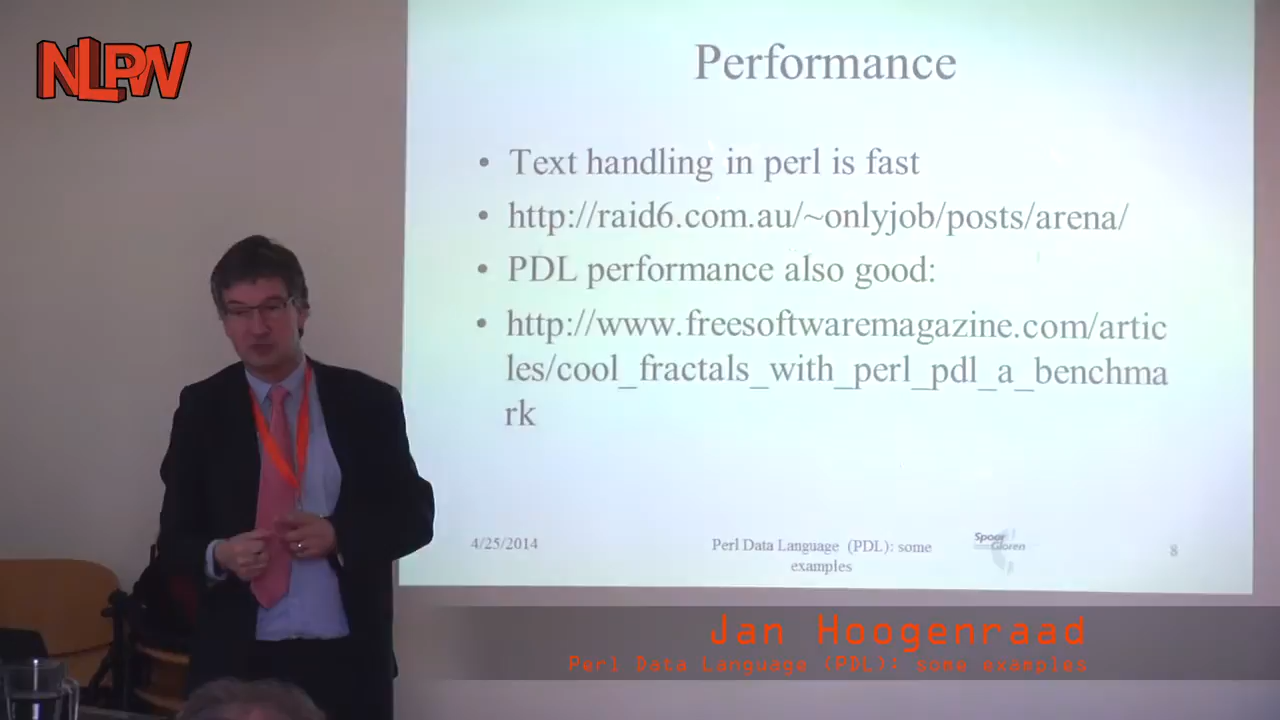 NLPW
Performance
• Text handling in perl is fast
• http://raid6.com.au/~onlyjob/posts/arena/
• PDL performance also good:
• http://www.freesoftwaremagazine.com/artic
les/cool_fractals_with_perl_pdl_a_benchma
rk
4/25/2014
Perl Data Language (PDL): some
examples
Spoor
Gloren
8
Jan Hoogenraad
Perl Data Language (PDL): some examples